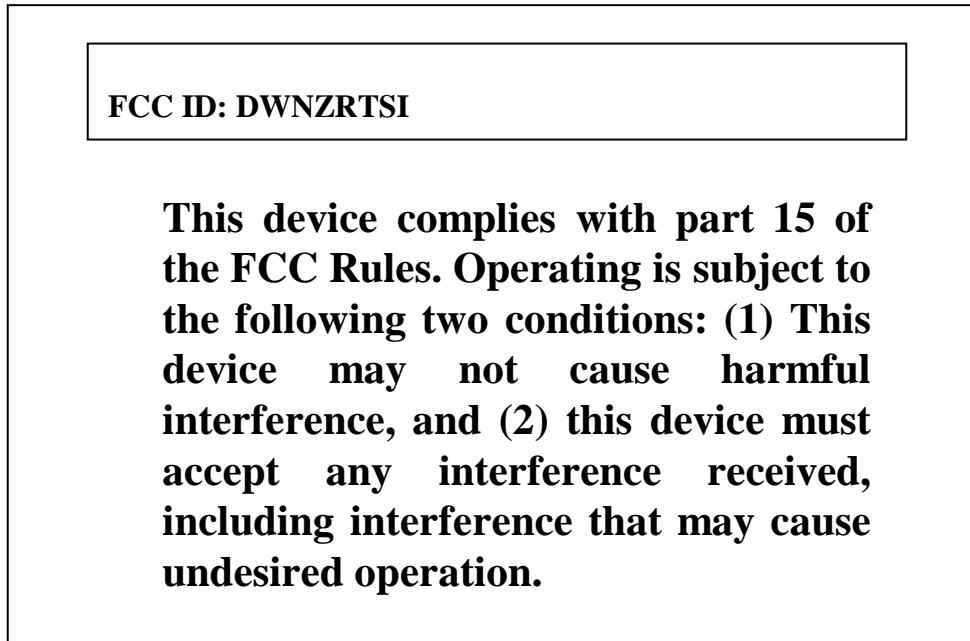 FCC ID: DWNZRTSI
This device complies with part 15 of
the FCC Rules. Operating is subject to
the following two conditions: (1) This
device may not cause harmful
interference, and (2) this device must
accept any interference received,
including interference that may cause
undesired operation.